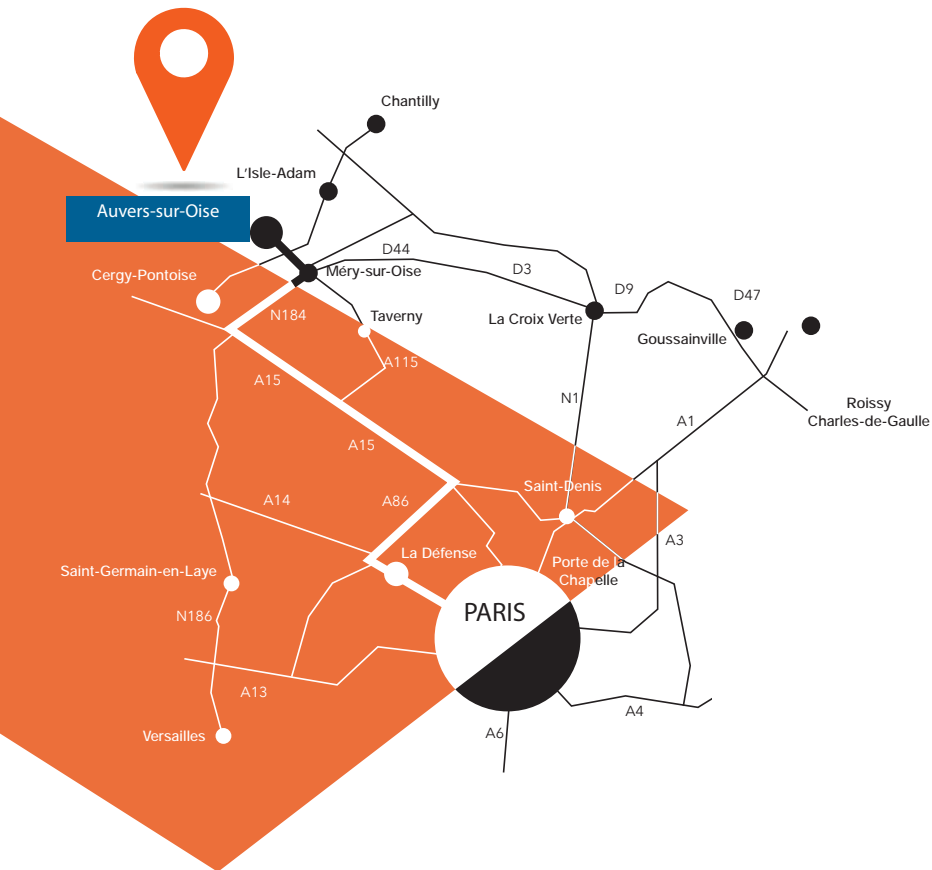 Chantilly
L'Isle-Adam
Auvers-sur-Oise
D44
Méry-sur-Oise
D3
Cergy-Pontoise
D9
D47
N184
Taverny
La Croix Verte
Goussainville
A115
A15
N1
Roissy
Charles-de-Gaulle
A1
A15
Saint-Denis
A14
A86
A3
La Défense
Porte de la
Chapelle
Saint-Germain-en-Laye
PARIS
N186
A13
A4
Versailles
A6